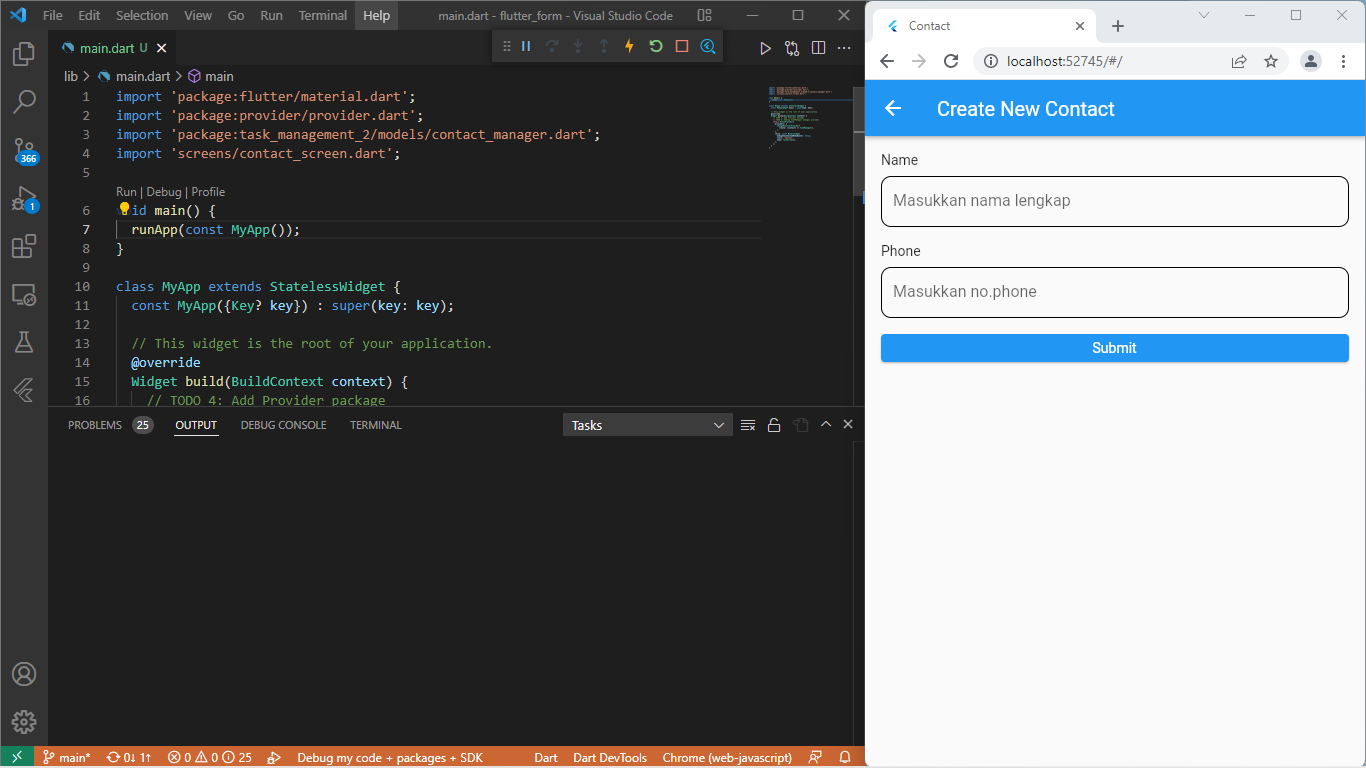 File Edit Selection View Go Run Terminal Help main.dart - flutter_form - Visual Studio Code
main.dart U
lib > main.dart > main
1 import 'package:flutter/material.dart';
2 import 'package:provider/provider.dart';
3 import 'package:task_management_2/models/contact_manager.dart';
4 import 'screens/contact_screen.dart';
5
Run | Debug | Profile
6 id main() {
7 runApp(const MyApp());
8 }
9
10 class MyApp extends StatelessWidget {
11 const MyApp({Key? key}) : super(key: key);
12
13 // This widget is the root of your application.
14 @override
15 Widget build(BuildContext context) {
16 // TODO 4: Add Provider package
366
1
PROBLEMS 25 OUTPUT DEBUG CONSOLE TERMINAL Tasks
main* 0↓ 1↑ 0 0 25 Debug my code + packages + SDK Dart Dart DevTools Chrome (web-javascript)
Contact
localhost:52745/#/
Create New Contact
Name
Masukkan nama lengkap
Phone
Masukkan no.phone
Submit